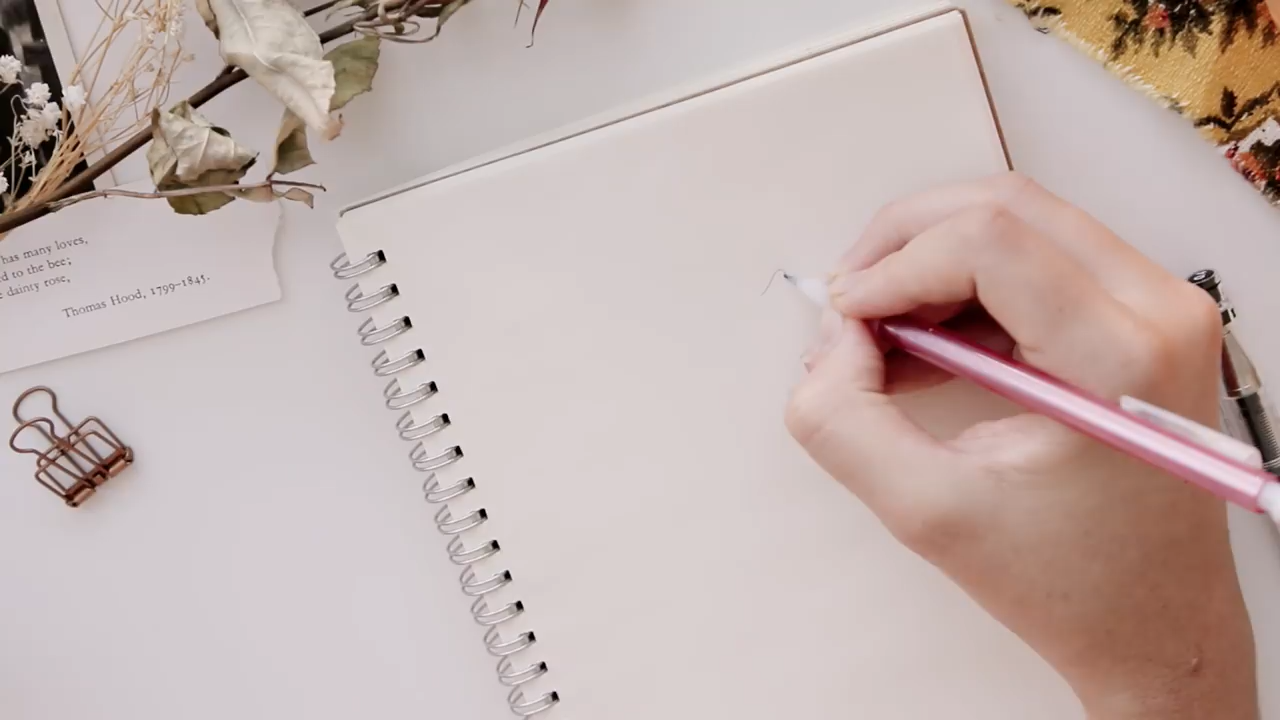 has many loves,
to the bee;
dainty rose,
Thomas Hood, 1799–1845.